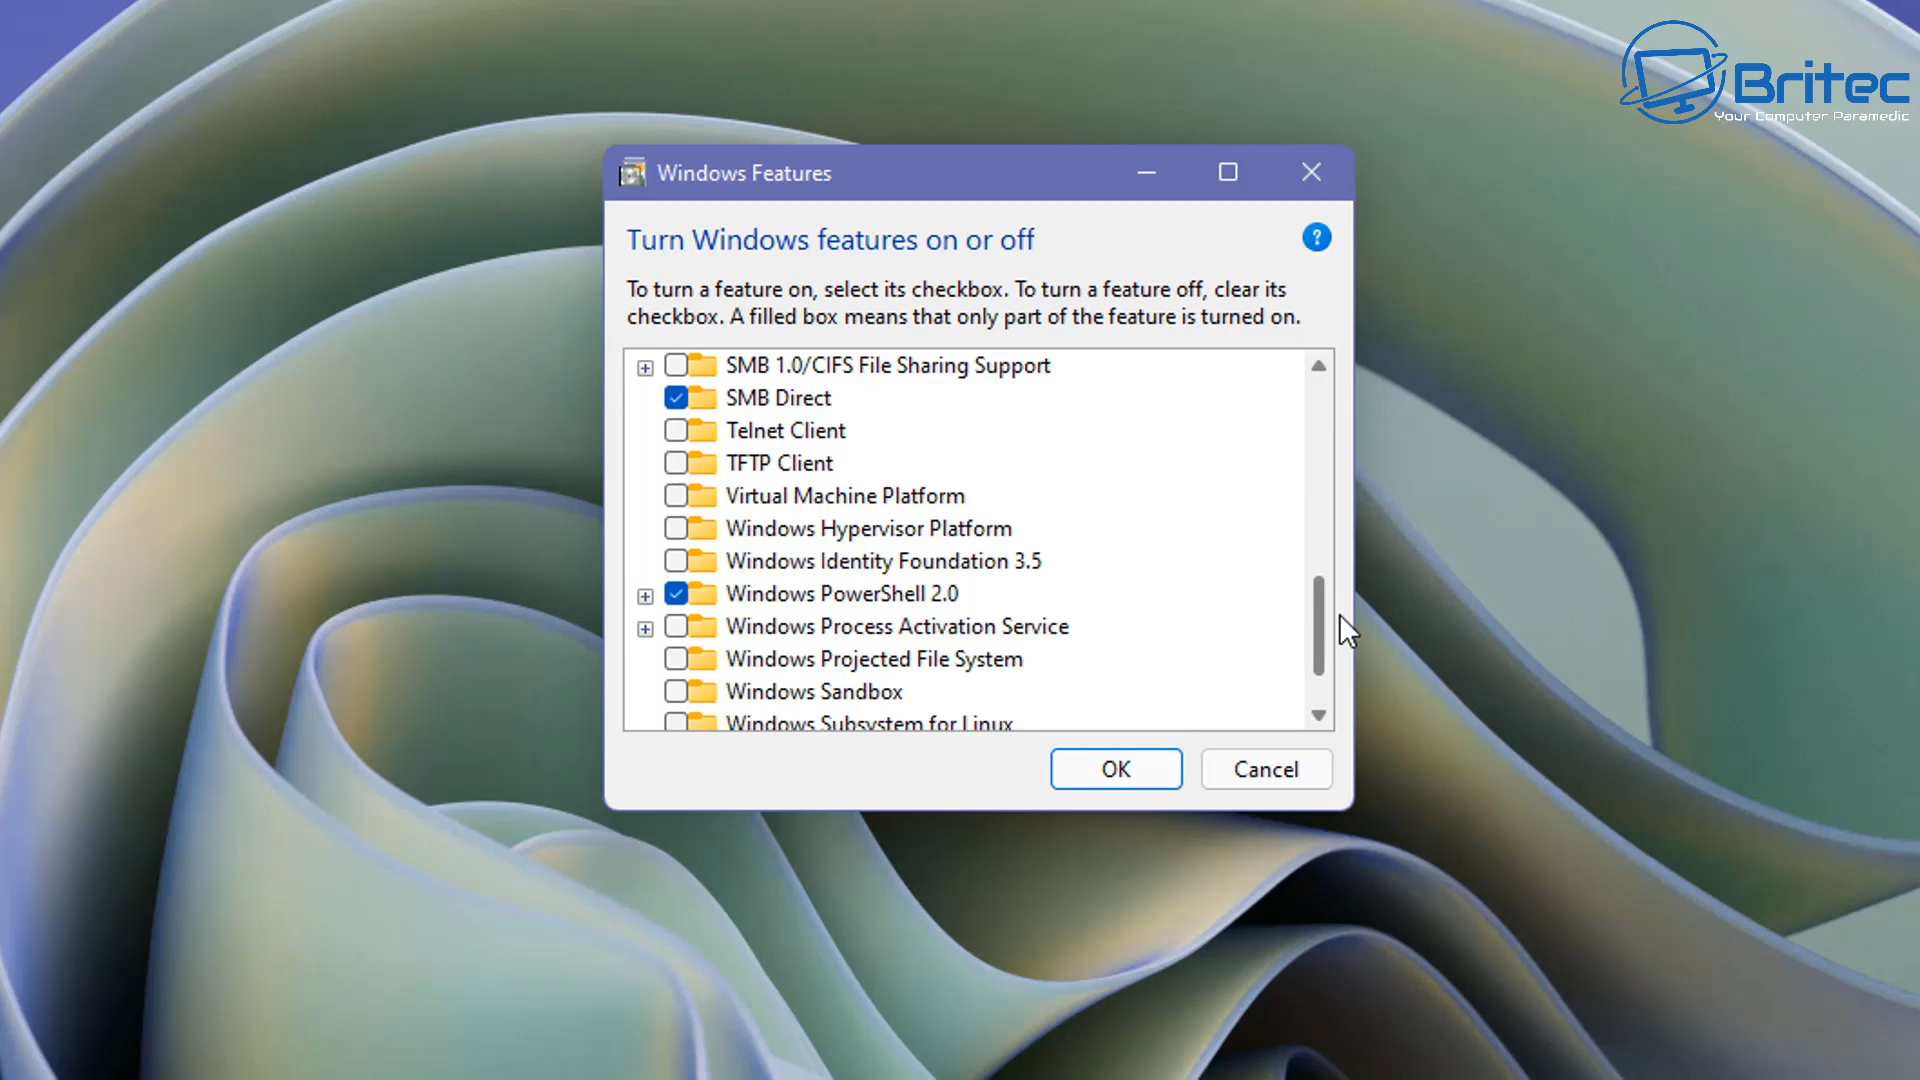 Britec
Your Computer Paramedic
Windows Features
Turn Windows features on or off
?
To turn a feature on, select its checkbox. To turn a feature off, clear its
checkbox. A filled box means that only part of the feature is turned on.
SMB 1.0/CIFS File Sharing Support
SMB Direct
Telnet Client
TFTP Client
Virtual Machine Platform
Windows Hypervisor Platform
Windows Identity Foundation 3.5
Windows PowerShell 2.0
Windows Process Activation Service
Windows Projected File System
Windows Sandbox
Windows Subsystem for Linux
OK Cancel